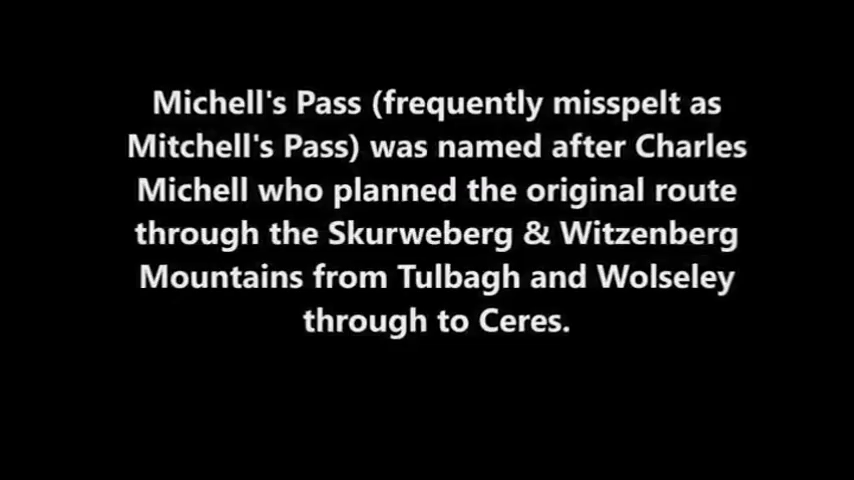 Michell's Pass (frequently misspelt as
Mitchell's Pass) was named after Charles
Michell who planned the original route
through the Skurweberg & Witzenberg
Mountains from Tulbagh and Wolseley
through to Ceres.